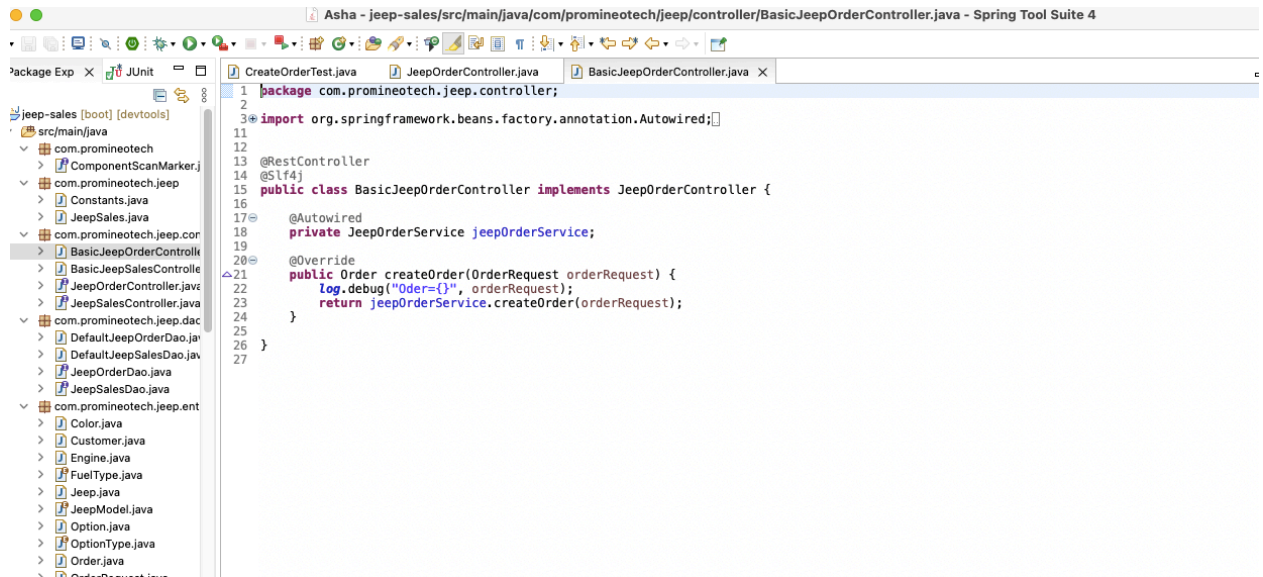 Asha - jeep-sales/src/main/java/com/promineotech/jeep/controller/BasicJeepOrderController.java - Spring Tool Suite 4
Package Exp
JUnit
jeep-sales [boot] [devtools]
src/main/java
com.promineotech
ComponentScanMarker.j
com.promineotech.jeep
Constants.java
JeepSales.java
com.promineotech.jeep.con
BasicJeepOrderControlle
BasicJeepSalesControlle
JeepOrderController.java
JeepSalesController.java
com.promineotech.jeep.dao
DefaultJeepOrderDao.jav
DefaultJeepSalesDao.jav
JeepOrderDao.java
JeepSalesDao.java
com.promineotech.jeep.ent
Color.java
Customer.java
Engine.java
FuelType.java
Jeep.java
JeepModel.java
Option.java
OptionType.java
Order.java
OrderRequest.java
CreateOrderTest.java JeepOrderController.java BasicJeepOrderController.java
1 package com.promineotech.jeep.controller;
2
3 import org.springframework.beans.factory.annotation.Autowired;
11
12
13 @RestController
14 @Slf4j
15 public class BasicJeepOrderController implements JeepOrderController {
16
17 @Autowired
18 private JeepOrderService jeepOrderService;
19
20 @Override
21 public Order createOrder(OrderRequest orderRequest) {
22 log.debug("Oder={}", orderRequest);
23 return jeepOrderService.createOrder(orderRequest);
24 }
25
26 }
27